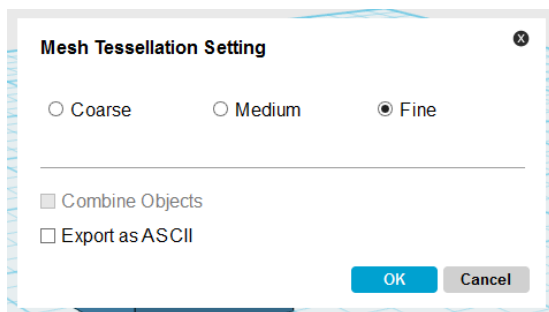 Mesh Tessellation Setting
Coarse Medium Fine
Combine Objects
Export as ASCII
OK Cancel